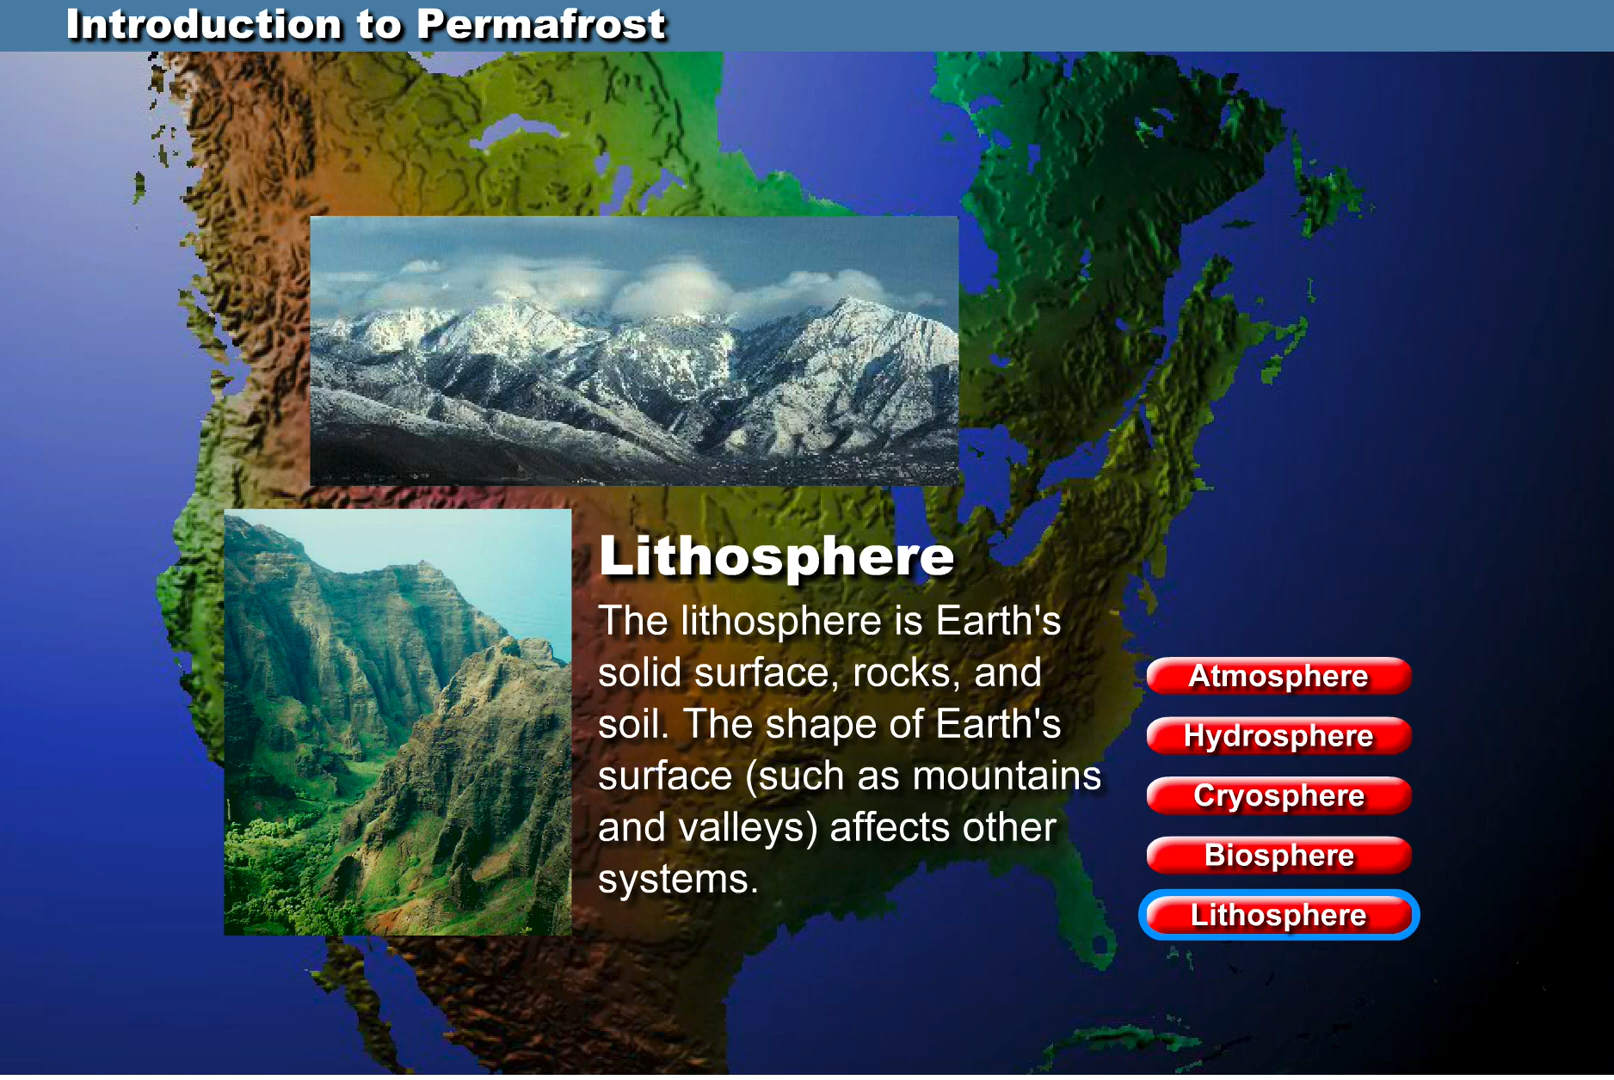 Introduction to Permafrost
Lithosphere
The lithosphere is Earth's
solid surface, rocks, and
soil. The shape of Earth's
surface (such as mountains
and valleys) affects other
systems.
Atmosphere
Hydrosphere
Cryosphere
Biosphere
Lithosphere